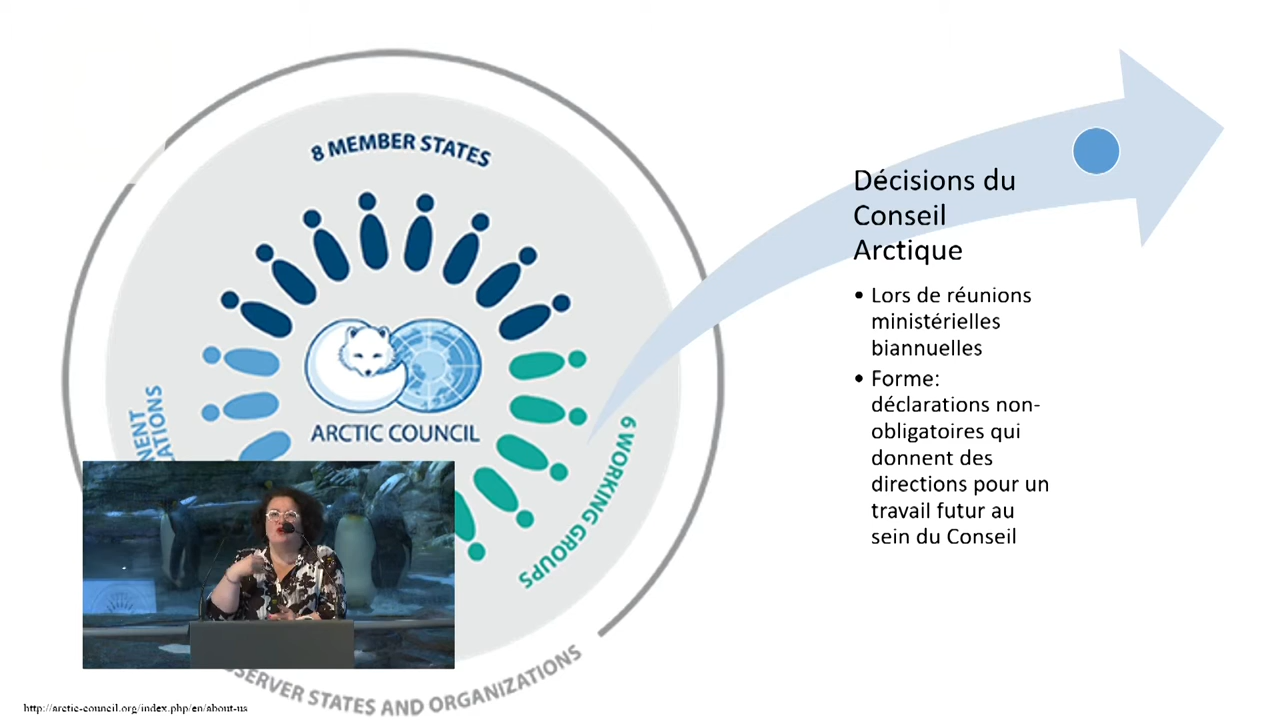 8 MEMBER STATES
ARCTIC COUNCIL
6 WORKING GROUPS
STATES AND ORGANIZATIONS
Décisions du
Conseil
Arctique
• Lors de réunions
ministérielles
biannuelles
• Forme:
déclarations non-
obligatoires qui
donnent des
directions pour un
travail futur au
sein du Conseil
http://arctic-council.org/index.php/en/about-us